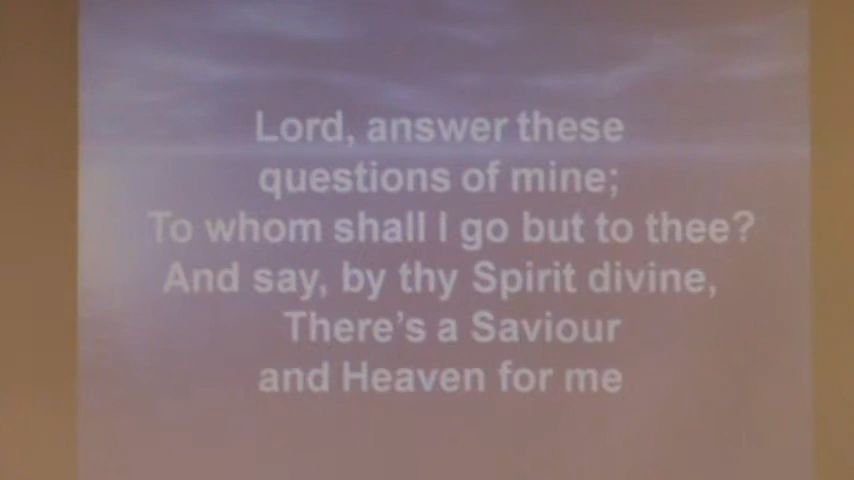 Lord, answer these
questions of mine;
To whom shall I go but to thee?
And say, by thy Spirit divine,
There's a Saviour
and Heaven for me